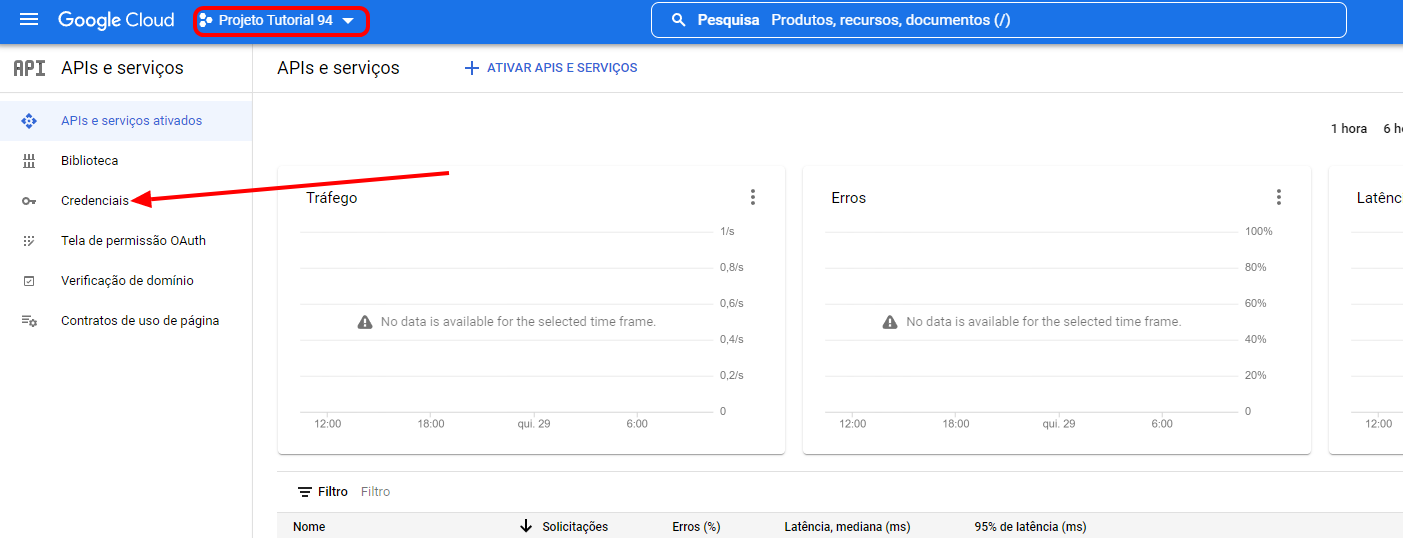 Google Cloud
Projeto Tutorial 94
Pesquisa Produtos, recursos, documentos (/)
API APIs e serviços
APIs e serviços
ATIVAR APIS E SERVIÇOS
APIs e serviços ativados
Biblioteca
Credenciais
Tela de permissão OAuth
Verificação de domínio
Contratos de uso de página
1 hora
Tráfego
1/s
0,8/s
0,6/s
No data is available for the selected time frame.
0,4/s
0,2/s
0
12:00 18:00 qui. 29 6:00
Erros
100%
80%
60%
No data is available for the selected time frame.
40%
20%
0
12:00 18:00 qui. 29 6:00
12:00
Filtro Filtro
Nome Solicitações Erros (%) Latência, mediana (ms) 95% de latência (ms)